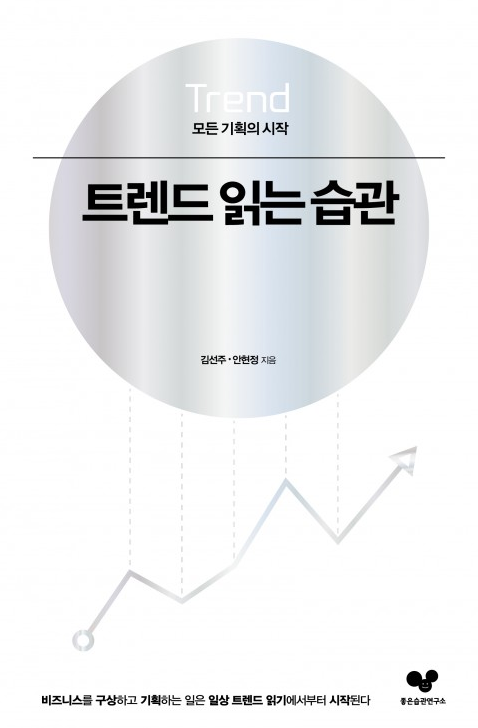 Trend
모든 기획의 시작
트렌드 읽는 습관
김선주·안현정 지음
비즈니스를 구상하고 기획하는 일은 일상 트렌드 읽기에서부터 시작된다
좋은습관연구소